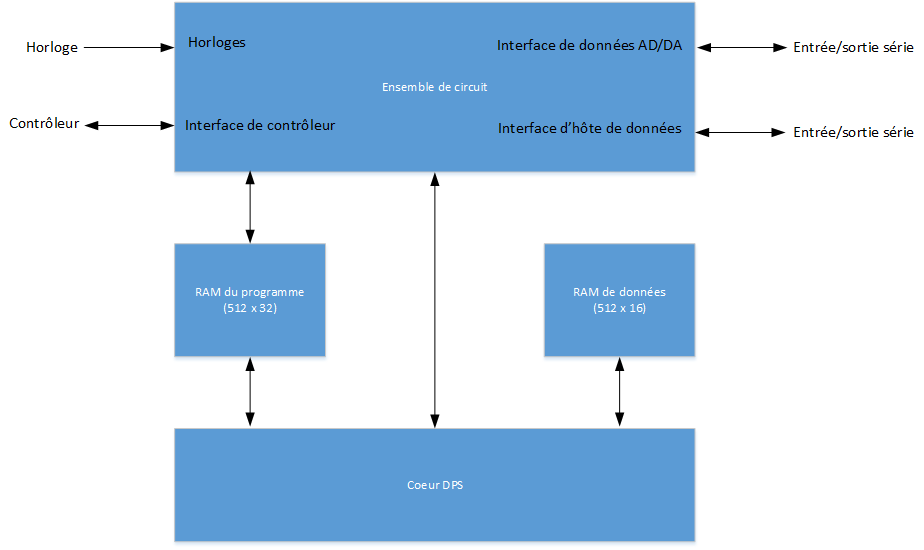 Horloge
Horloges
Interface de données AD/DA
Entrée/sortie série
Ensemble de circuit
Contrôleur
Interface de contrôleur
Interface d’hôte de données
Entrée/sortie série
RAM du programme
(512 x 32)
RAM de données
(512 x 16)
Coeur DPS